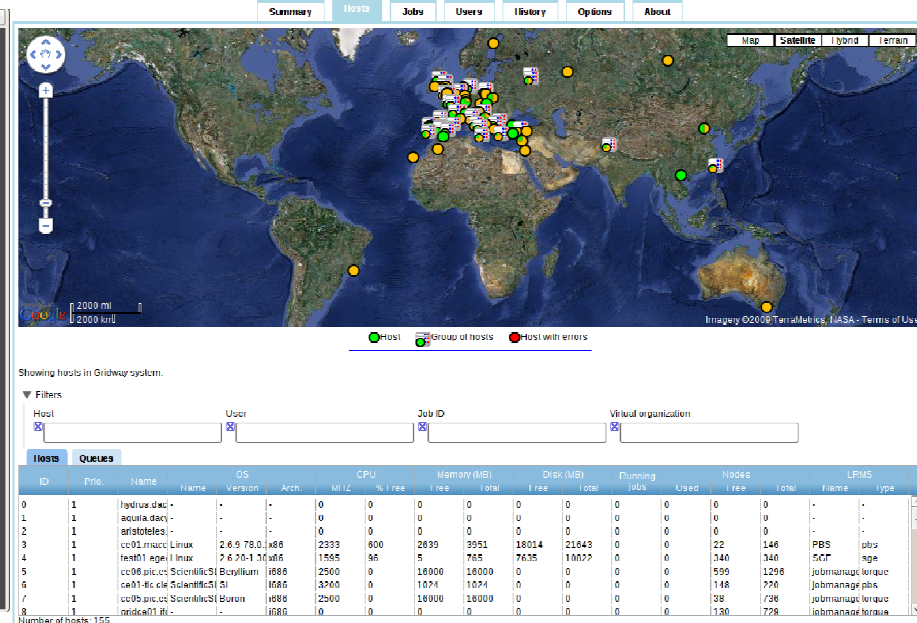 Summary Hosts Jobs Users History Options About
Map Satellite Hybrid Terrain
2000 mi
2000 km
Google
Imagery ©2009 TerraMetrics, NASA - Terms of Use
Host Group of hosts Host with errors
Showing hosts in Gridway system.
Filters
Host User Job ID Virtual organization
Hosts Queues
ID Prio. Name OS CPU Memory (MB) Disk (MB) Running jobs Nodes LRMS
Name Version Arch. MHZ % Free Free Total Free Total Used Free Total Name Type
0 1 hydrus.dac - - - 0 0 0 0 0 0 0 0 0 0 - -
1 1 aquila.dacy - - - 0 0 0 0 0 0 0 0 0 0 - -
2 1 aristoteles. - - - 0 0 0 0 0 0 0 0 0 0 - -
3 1 ce01.macc Linux 2.6.9-78.0. x86 2333 600 2639 3951 18014 21643 0 0 22 146 PBS pbs
4 1 test01.egee Linux 2.6.20-1.30 x86 1595 96 5 765 7635 10822 0 0 340 340 SGE sge
5 1 ce06.pic.es ScientificSL Beryllium i686 2500 0 16000 16000 0 0 0 0 599 1296 jobmanage torque
6 1 ce01-tic.cie ScientificSL SL i686 3200 0 1024 1024 0 0 0 0 148 220 jobmanage pbs
7 1 ce05.pic.es ScientificSL Boron i686 2500 0 16000 16000 0 0 0 0 38 736 jobmanage torque
8 1 gridce01.ifc - - i686 0 0 0 0 0 0 0 0 130 729 jobmanage torque
Number of hosts: 155